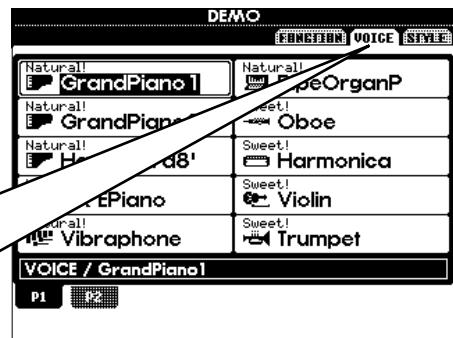 DEMO
FUNCTION VOICE STYLE
Natural! Natural!
GrandPiano 1 PipeOrganP
Natural! Sweet!
Oboe
Natural! Sweet!
Harmonica
Sweet!
EPiano Violin
Sweet!
Vibraphone Trumpet
VOICE / GrandPiano1
P1 P2